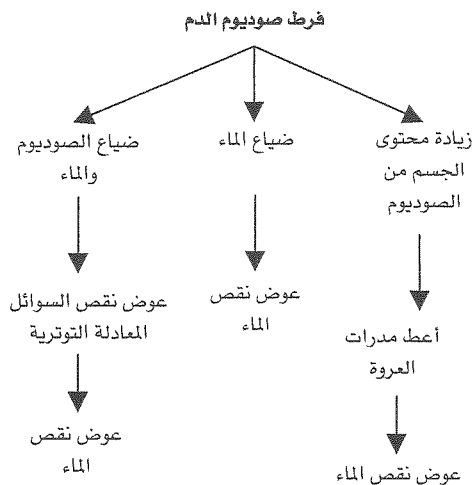 فرط صوديوم الدم
زيادة محتوى
الجسم من
الصوديوم
أعط مدرات
العروة
عوض نقص الماء
ضياع الماء
عوض نقص
الماء
ضياع الصوديوم
والماء
عوض نقص السوائل
المعادلة التوترية
عوض نقص
الماء